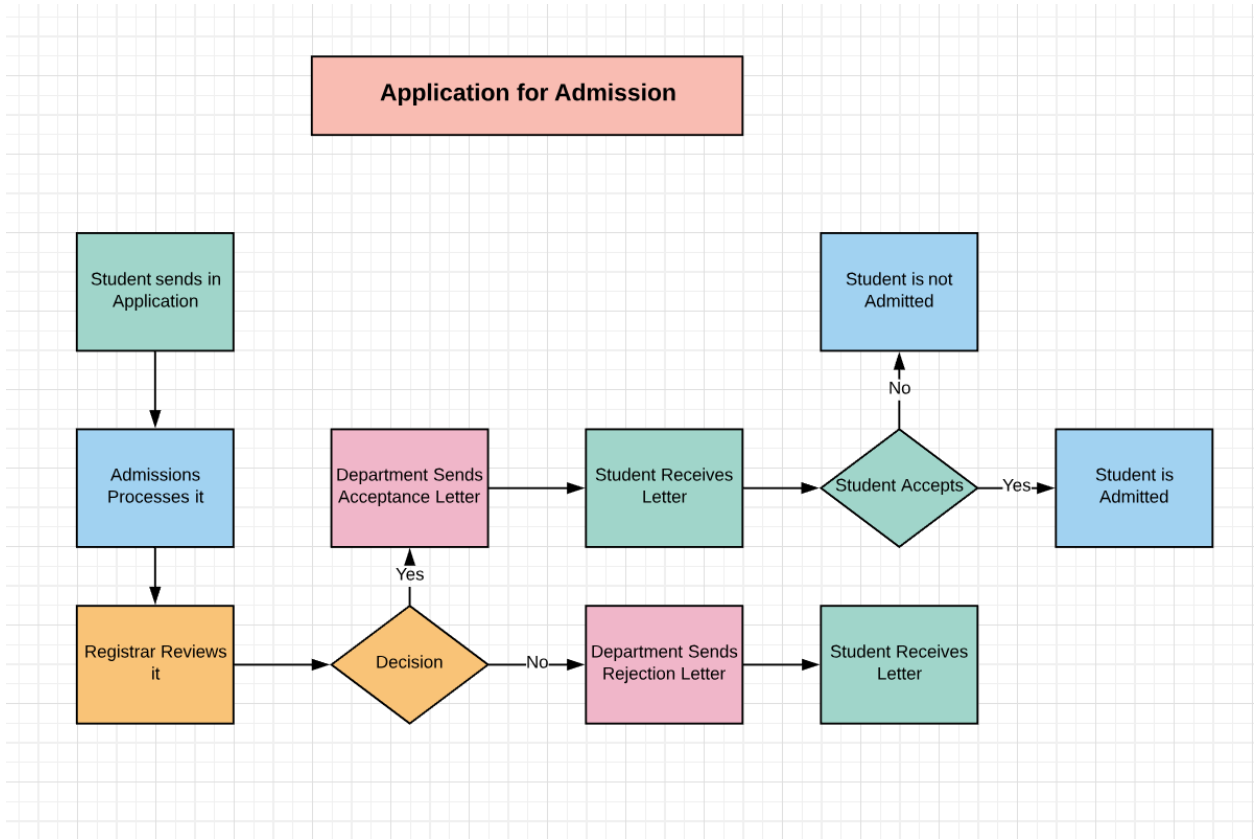 Application for Admission
Student sends in
Application
Student is not
Admitted
No
Admissions
Processes it
Department Sends
Acceptance Letter
Student Receives
Letter
Student Accepts
Yes
Student is
Admitted
Yes
Registrar Reviews
it
Decision
No
Department Sends
Rejection Letter
Student Receives
Letter